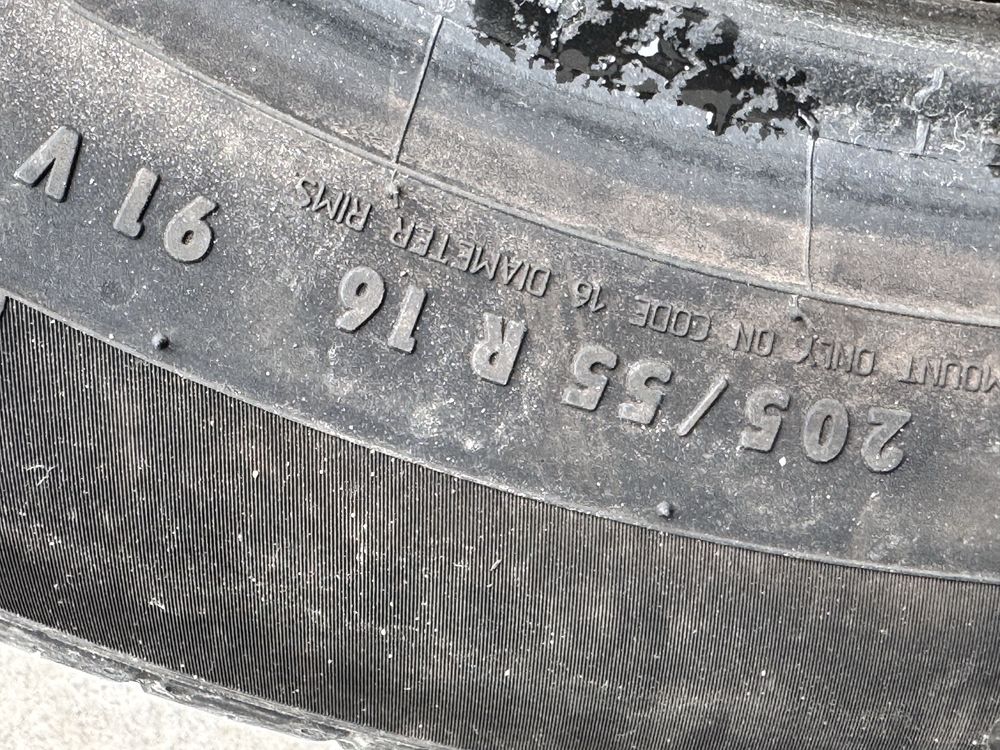 205/55 R 16 91 V
MOUNT ONLY ON CODE 16 DIAMETER RIMS